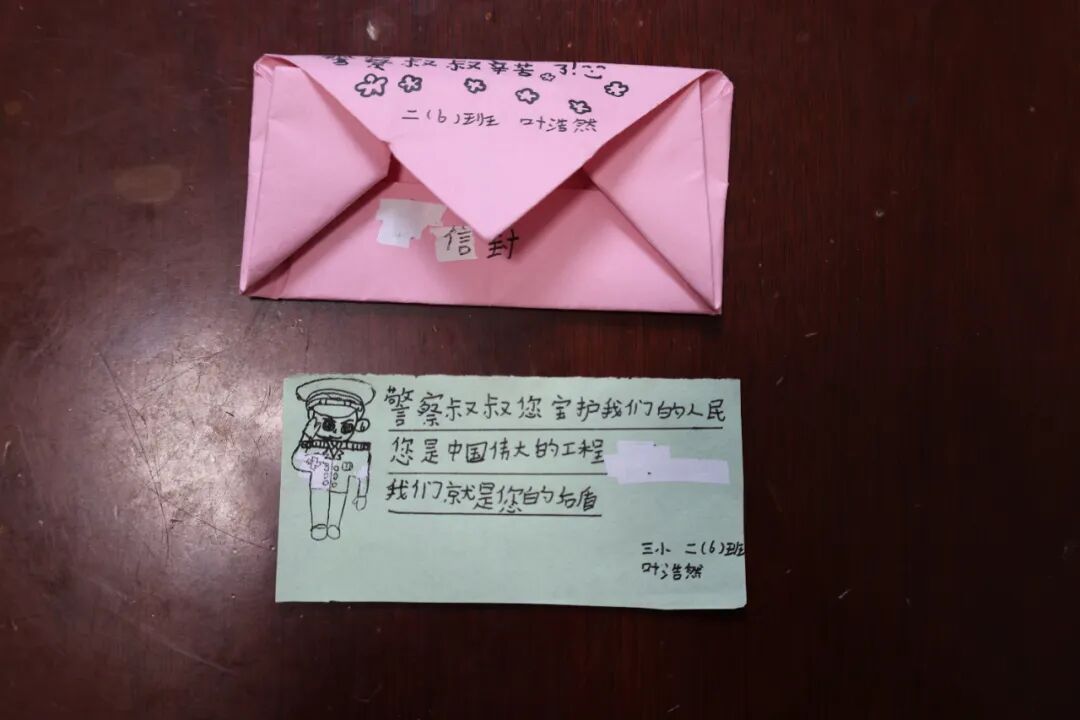 警察叔叔辛苦了!
二(6)班 叶浩然
信封
警察叔叔您宝护我们的人民
您是中国伟大的工程
我们就是您的后盾
三小 二(6)班
叶浩然